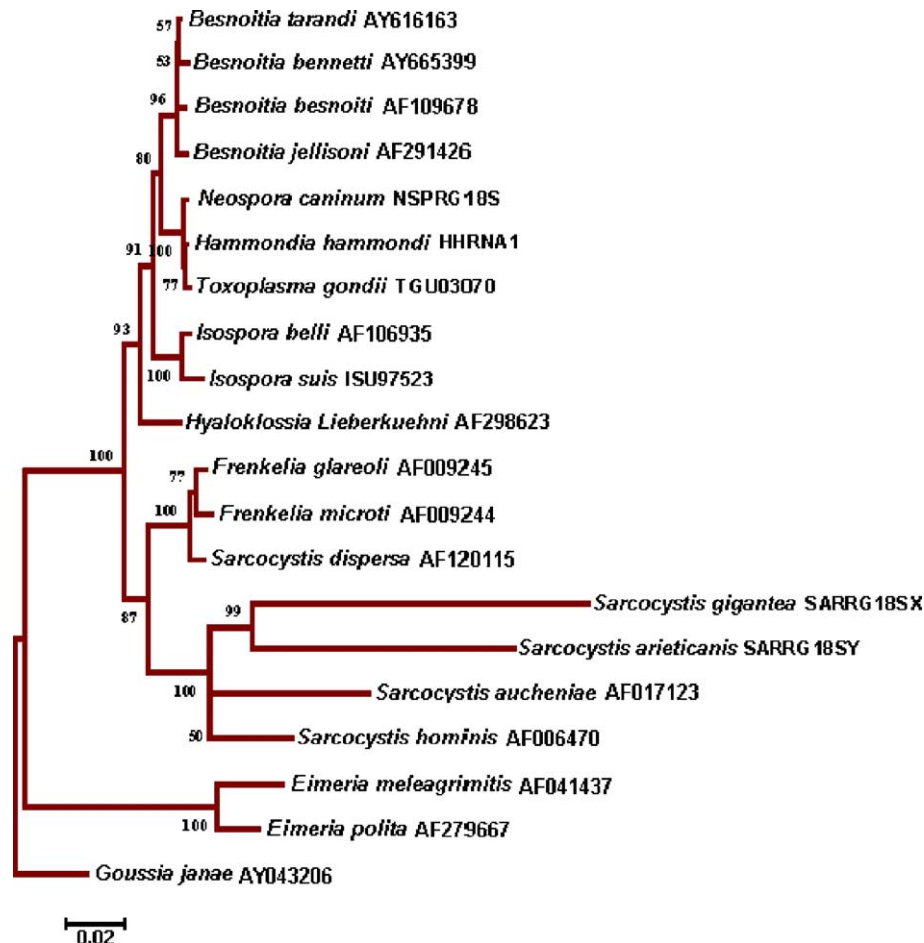 57
Besnoitia tarandi AY616163
53
Besnoitia bennetti AY665399
96
Besnoitia besnoiti AF109678
80
Besnoitia jellisoni AF291426
Neospora caninum NSPRG18S
91
100
Hammondia hammondi HHRNA1
77
Toxoplasma gondii TGU03070
93
Isospora belli AF106935
100
Isospora suis ISU97523
Hyaloklossia Lieberkuehni AF298623
100
77
Frenkelia glareoli AF009245
100
Frenkelia microti AF009244
Sarcocystis dispersa AF120115
87
99
Sarcocystis gigantea SARRG18SX
Sarcocystis arieticanis SARRG18SY
100
Sarcocystis aucheniae AF017123
50
Sarcocystis hominis AF006470
Eimeria meleagrimitis AF041437
100
Eimeria polita AF279667
Goussia janae AY043206
0.02